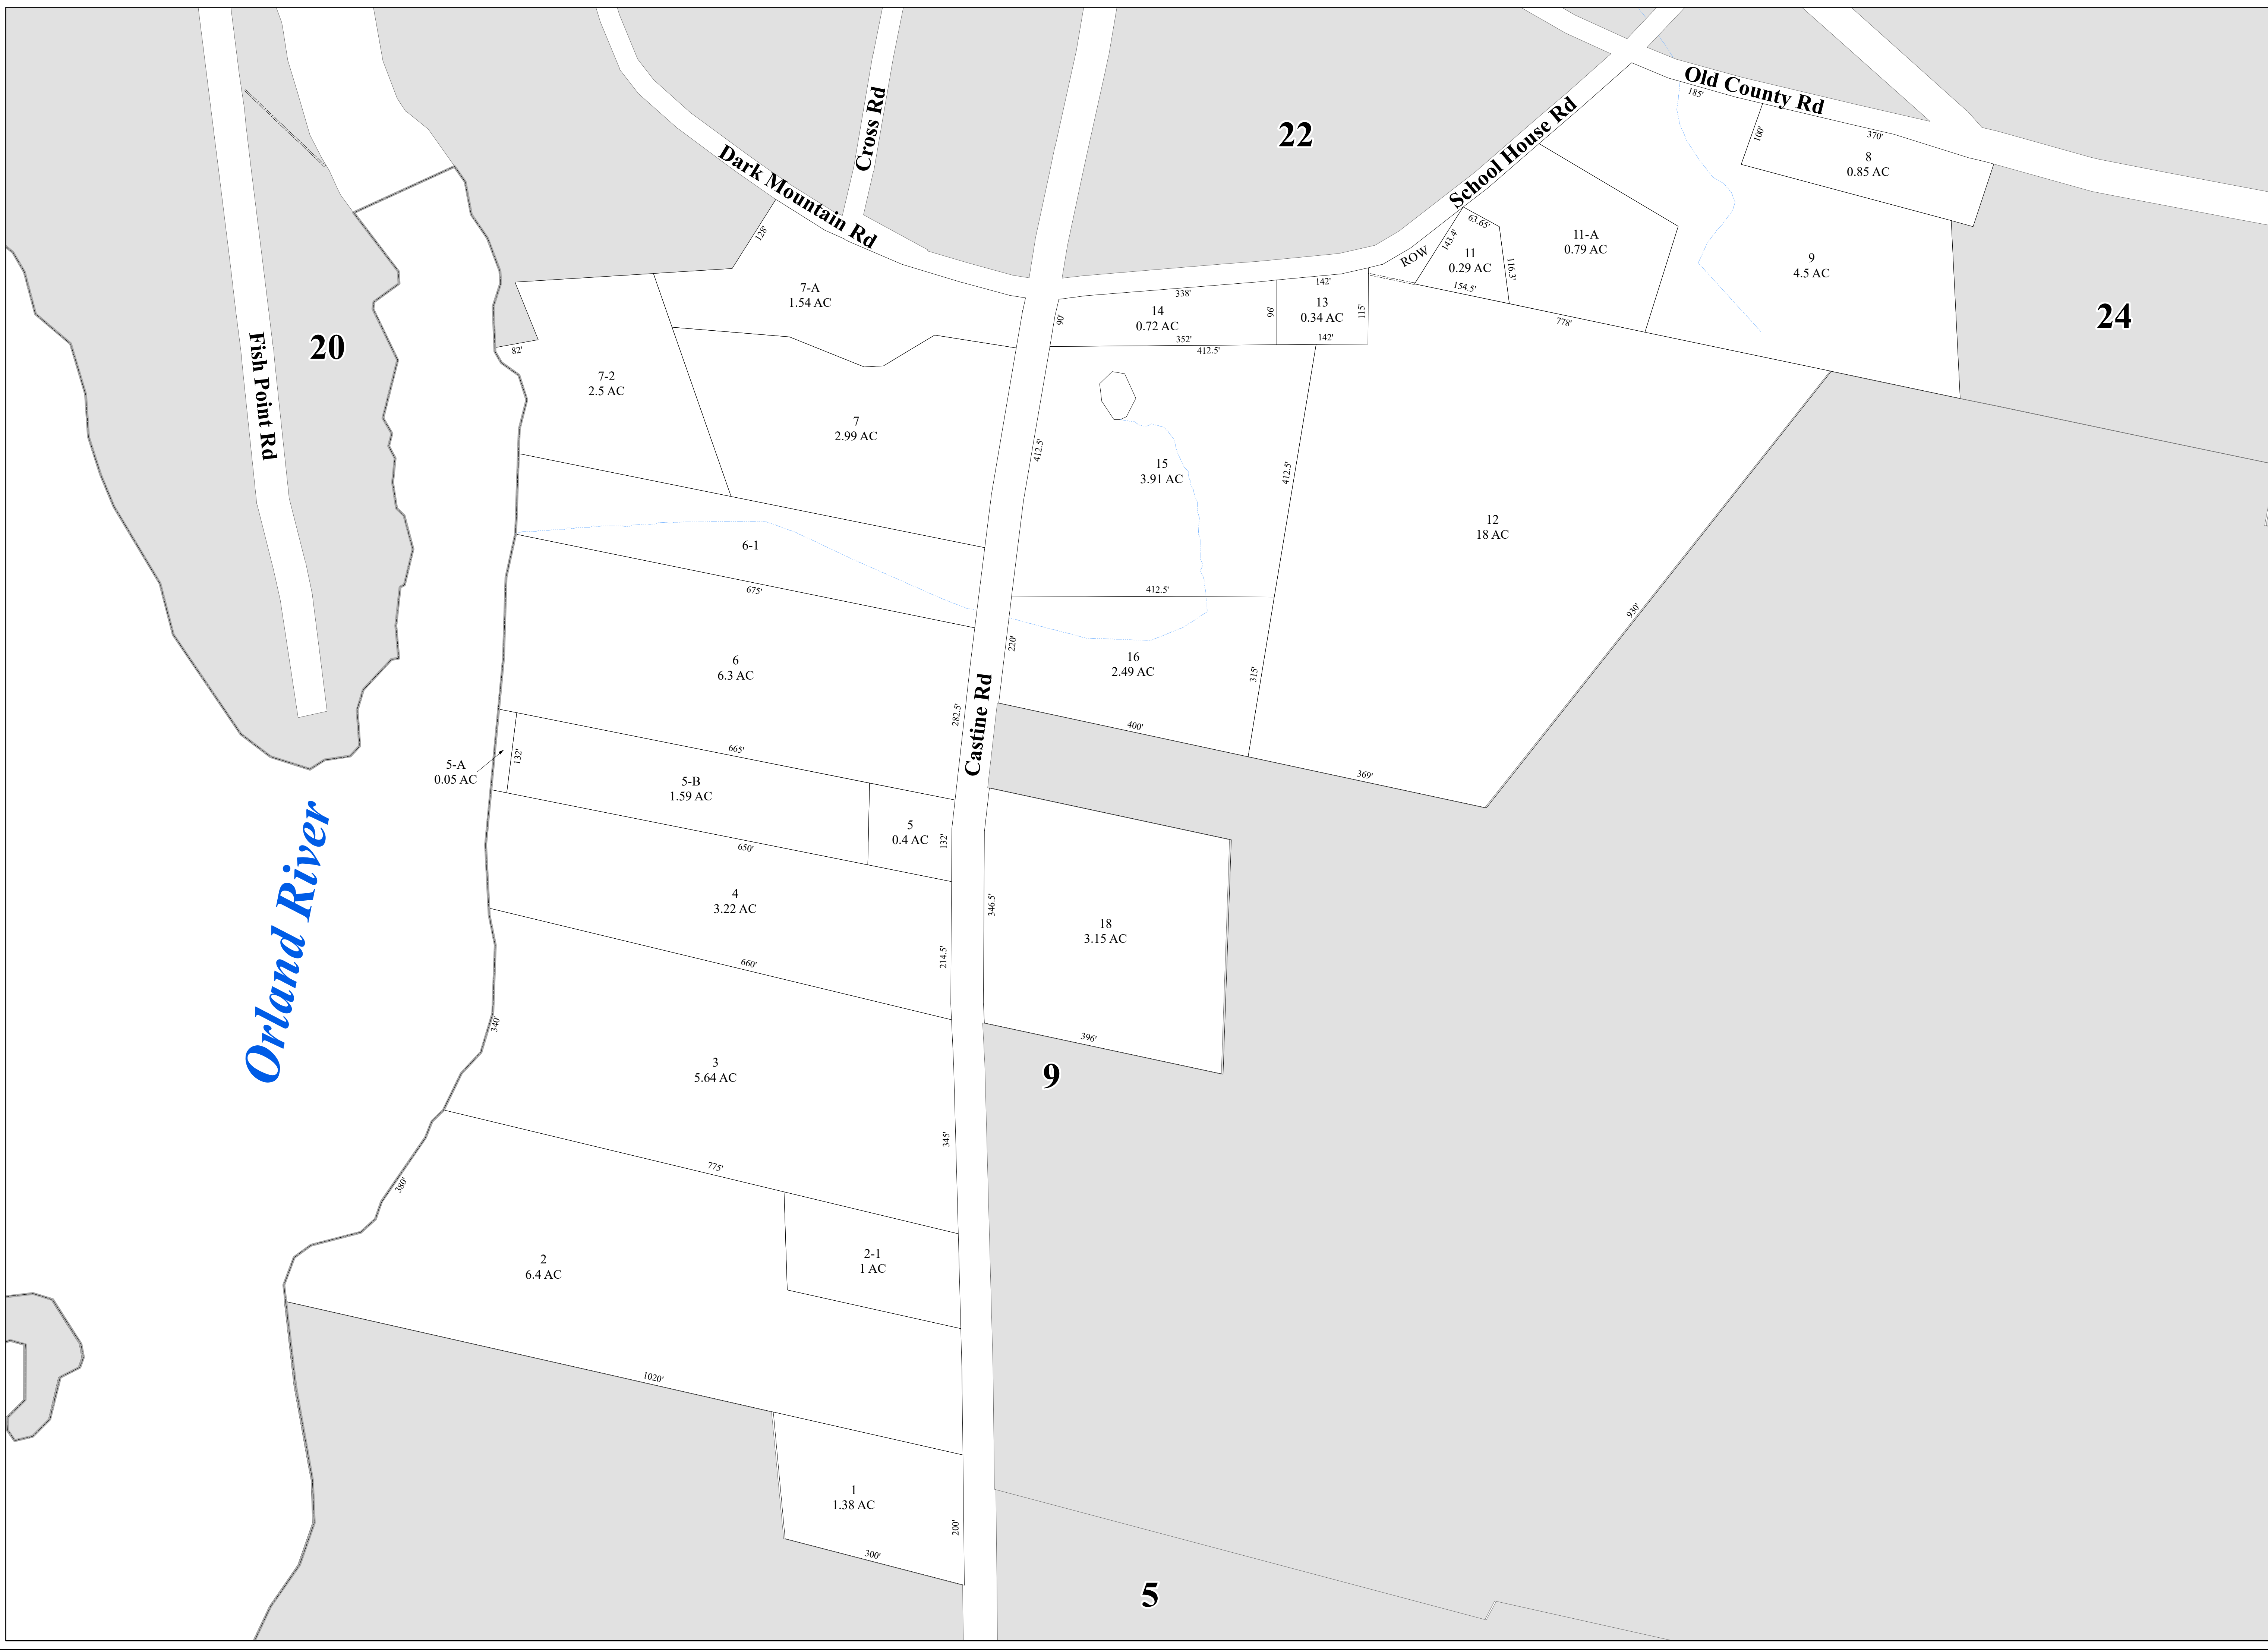 Old County Rd
185'
School House Rd
Cross Rd
22
100'
370'
8
0.85 AC
Dark Mountain Rd
128'
63.65'
143.4'
ROW
11
0.29 AC
116.3'
154.5'
11-A
0.79 AC
9
4.5 AC
7-A
1.54 AC
338'
142'
14
0.72 AC
96'
13
0.34 AC
115'
90'
352'
142'
412.5'
778'
24
20
Fish Point Rd
82'
7-2
2.5 AC
7
2.99 AC
412.5'
15
3.91 AC
412.5'
12
18 AC
6-1
675'
412.5'
930'
220'
16
2.49 AC
315'
6
6.3 AC
282.5'
Castine Rd
400'
369'
665'
132'
5-A
0.05 AC
5-B
1.59 AC
5
0.4 AC
132'
650'
Orland River
4
3.22 AC
346.5'
18
3.15 AC
214.5'
660'
340'
396'
3
5.64 AC
9
345'
775'
380'
2
6.4 AC
2-1
1 AC
1020'
1
1.38 AC
200'
300'
5